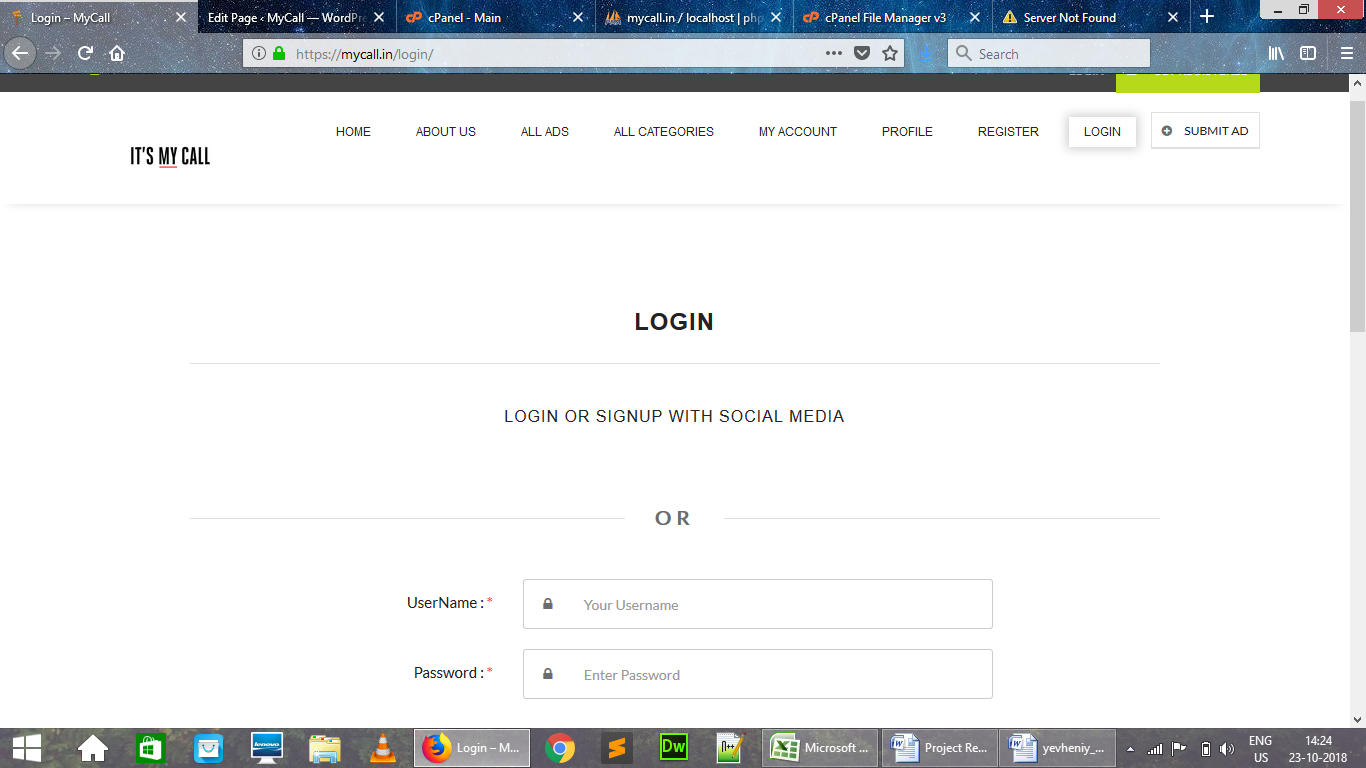 Login – MyCall
Edit Page ‹ MyCall — WordPr
cPanel - Main
mycall.in / localhost | php
cPanel File Manager v3
Server Not Found
https://mycall.in/login/
Search
HOME
ABOUT US
ALL ADS
ALL CATEGORIES
MY ACCOUNT
PROFILE
REGISTER
LOGIN
SUBMIT AD
IT'S MY CALL
LOGIN
LOGIN OR SIGNUP WITH SOCIAL MEDIA
OR
UserName : *
Your Username
Password : *
Enter Password
lenovo
Login – M...
Dw
Microsoft ...
Project Re...
yevheniy_...
ENG
US
14:24
23-10-2018